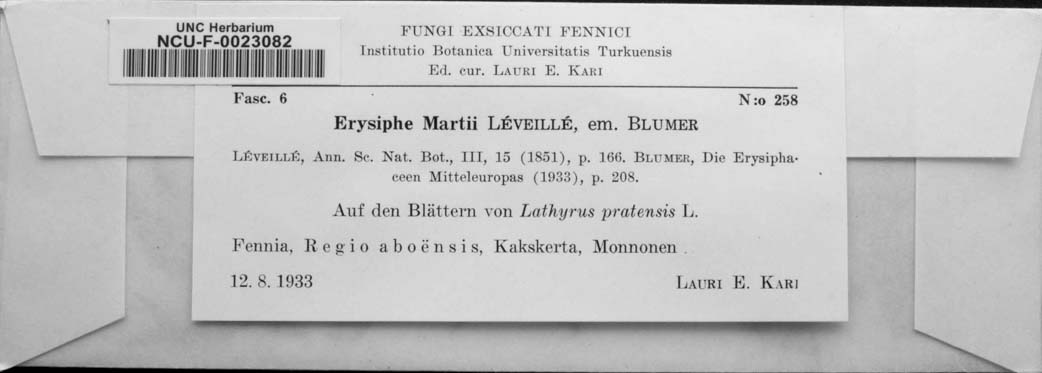 UNC Herbarium
NCU-F-0023082
FUNGI EXSICCATI FENNICI
Institutio Botanica Universitatis Turkuensis
Ed. cur. LAURI E. KARI
Fasc. 6 N:o 258
Erysiphe Martii LÉVEILLÉ, em. BLUMER
LÉVEILLÉ, Ann. Sc. Nat. Bot., III, 15 (1851), p. 166. BLUMER, Die Erysipha-
ceen Mitteleuropas (1933), p. 208.
Auf den Blättern von Lathyrus pratensis L.
Fennia, Regio aboënsis, Kakskerta, Monnonen.
12. 8. 1933 LAURI E. KARI